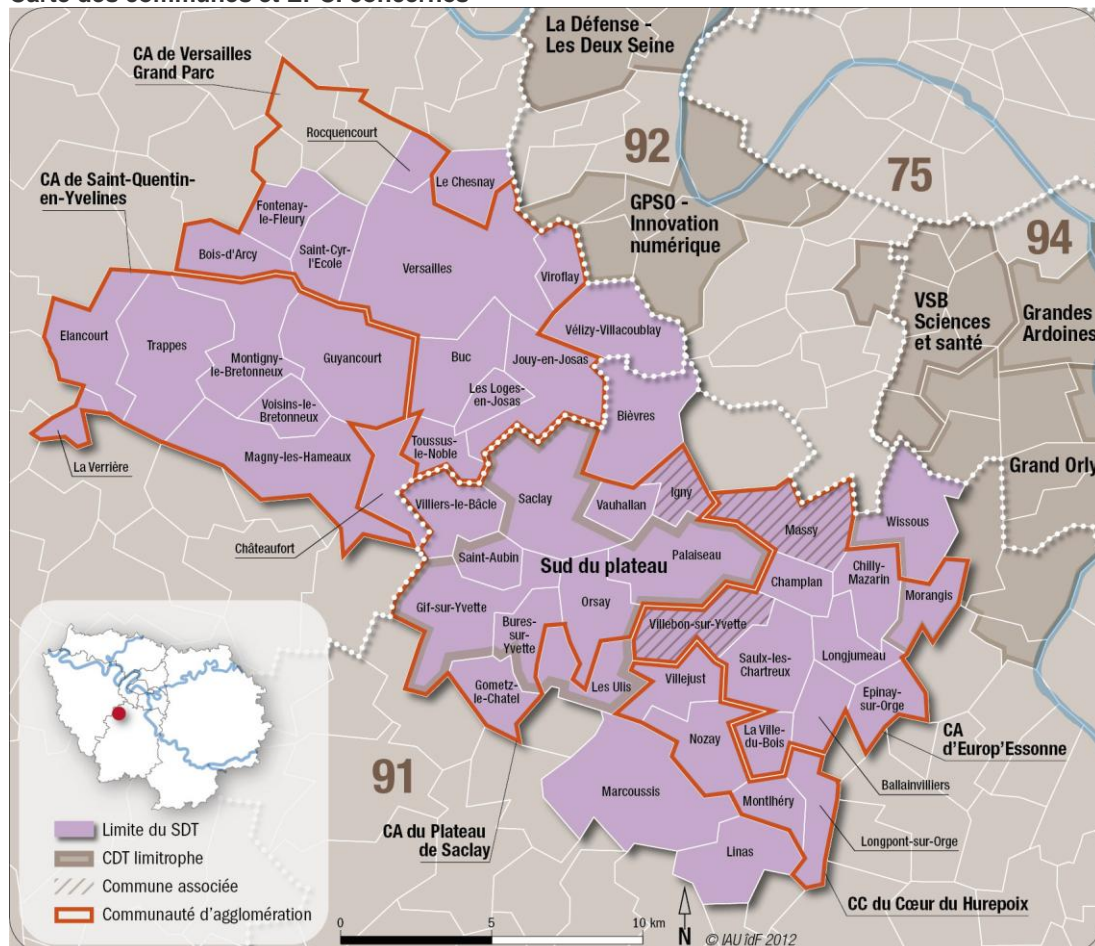 Carte des communes et EPCI concernés
La Défense -
Les Deux Seine
CA de Versailles
Grand Parc
Rocquencourt
92
75
Le Chesnay
CA de Saint-Quentin-
en-Yvelines
GPSO -
Innovation
numérique
Fontenay-
le-Fleury
94
Bois-d'Arcy
Saint-Cyr-
l'Ecole
Versailles
Viroflay
VSB
Sciences
et santé
Grandes
Ardoines
Elancourt
Trappes
Vélizy-Villacoublay
Montigny-
le-Bretonneux
Guyancourt
Buc
Jouy-en-Josas
Les Loges-
en-Josas
Voisins-le-
Bretonneux
Bièvres
La Verrière
Magny-les-Hameaux
Toussus-
le-Noble
Grand Orly
Châteaufort
Villiers-le-Bâcle
Saclay
Vauhallan
Igny
Massy
Wissous
Saint-Aubin
Sud du plateau
Palaiseau
Champlan
Chilly-
Mazarin
Morangis
Gif-sur-Yvette
Bures-
sur-
Yvette
Orsay
Villebon-sur-Yvette
Saulx-les-
Chartreux
Longjumeau
Gometz-
le-Chatel
Les Ulis
Villejust
Epinay-
sur-Orge
Nozay
La Ville-
du-Bois
CA
d'Europ'Essonne
Ballainvilliers
91
Marcoussis
Montlhéry
CA du Plateau
de Saclay
Linas
Longpont-sur-Orge
CC du Cœur du Hurepoix
Limite du SDT
CDT limitrophe
Commune associée
Communauté d'agglomération
0 5 10 km
N
© IAU îdF 2012